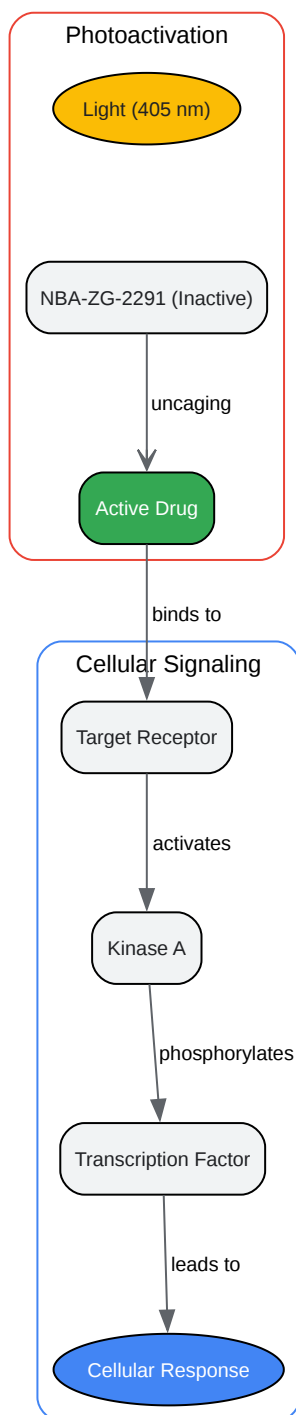 Photoactivation
Light (405 nm)
NBA-ZG-2291 (Inactive)
uncaging
Active Drug
binds to
Cellular Signaling
Target Receptor
activates
Kinase A
phosphorylates
Transcription Factor
leads to
Cellular Response